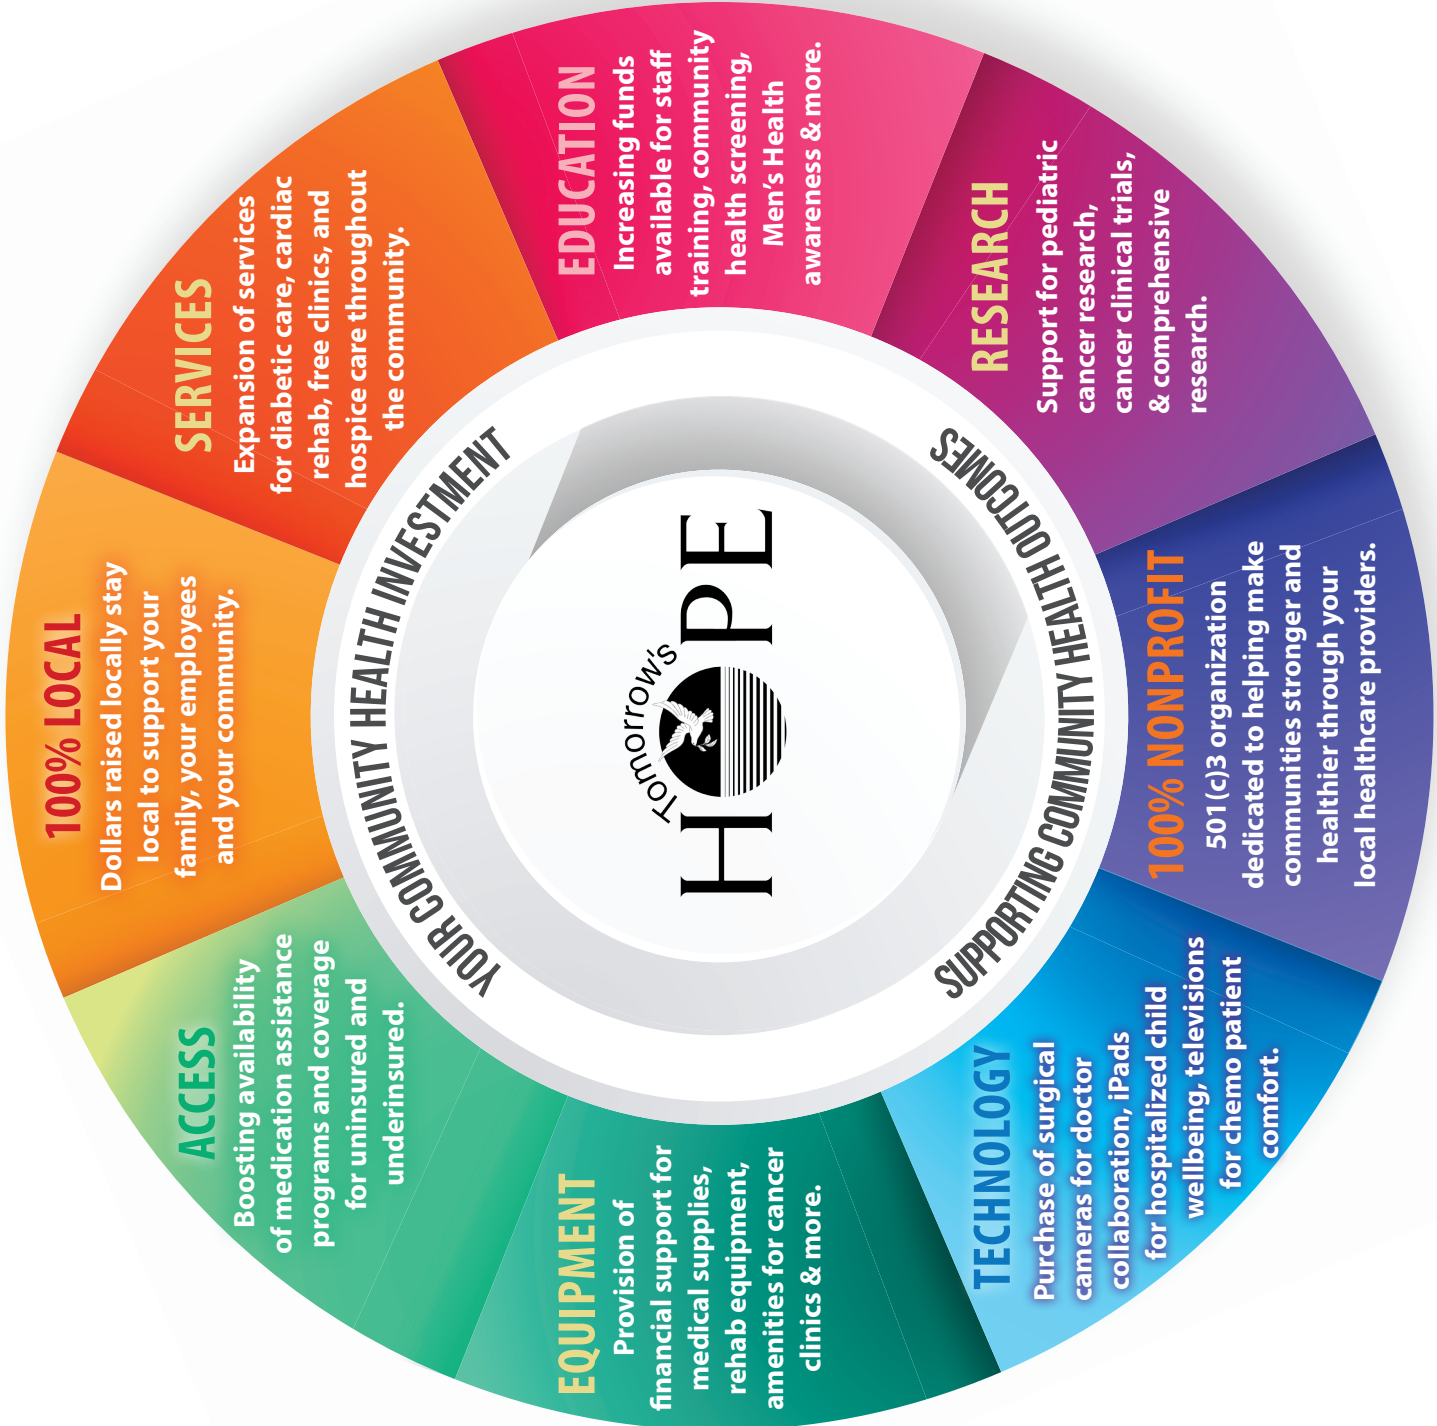 100% LOCAL
Dollars raised locally stay
local to support your
family, your employees
and your community.
SERVICES
Expansion of services
for diabetic care, cardiac
rehab, free clinics, and
hospice care throughout
the community.
EDUCATION
Increasing funds
available for staff
training, community
health screening,
Men's Health
awareness & more.
RESEARCH
Support for pediatric
cancer research,
cancer clinical trials,
& comprehensive
research.
100% NONPROFIT
501(c)3 organization
dedicated to helping make
communities stronger and
healthier through your
local healthcare providers.
TECHNOLOGY
Purchase of surgical
cameras for doctor
collaboration, iPads
for hospitalized child
wellbeing, televisions
for chemo patient
comfort.
EQUIPMENT
Provision of
financial support for
medical supplies,
rehab equipment,
amenities for cancer
clinics & more.
ACCESS
Boosting availability
of medication assistance
programs and coverage
for uninsured and
underinsured.
YOUR COMMUNITY HEALTH INVESTMENT
Tomorrow's
HOPE
SUPPORTING COMMUNITY HEALTH OUTCOMES